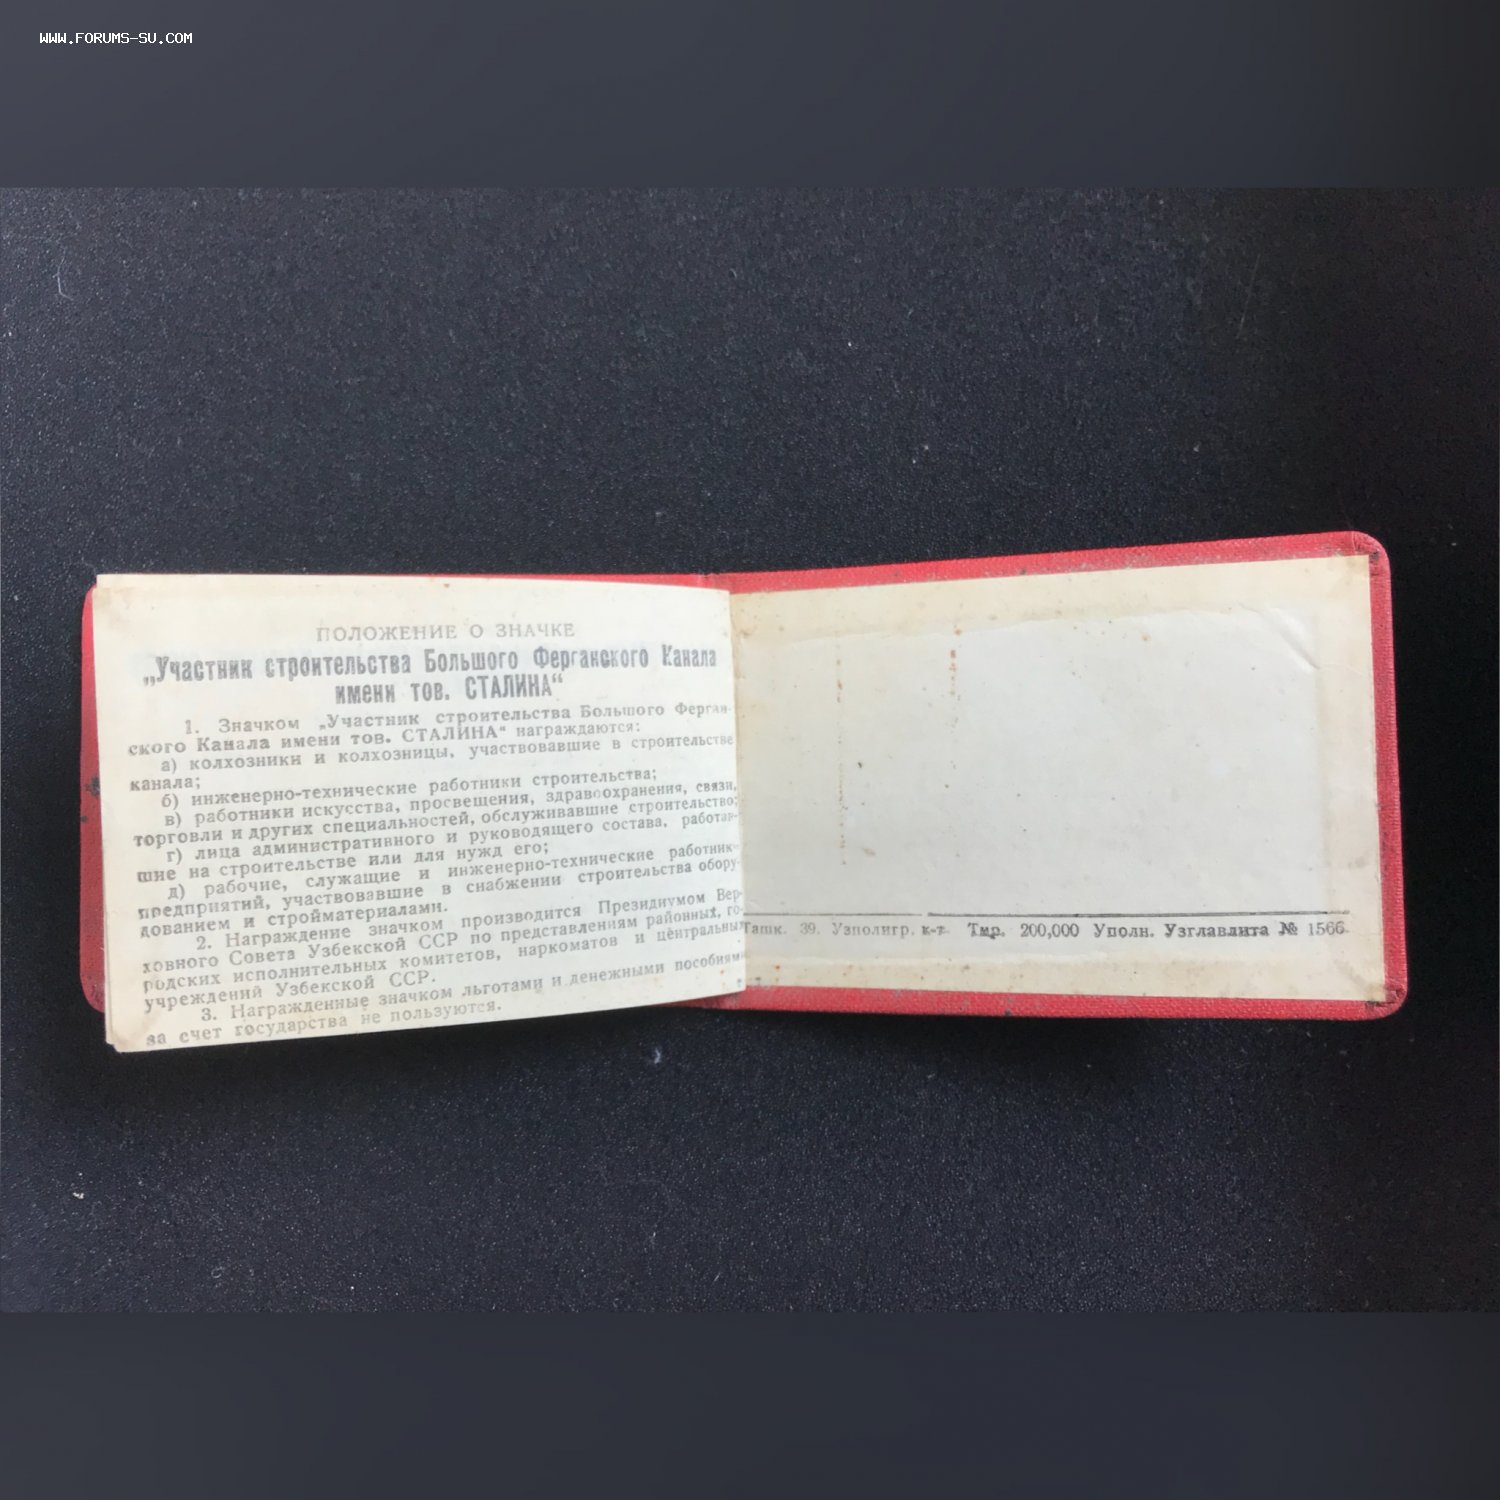 WWW.FORUMS-SU.COM
ПОЛОЖЕНИЕ О ЗНАЧКЕ
„Участник строительства Большого Ферганского Канала
имени тов. СТАЛИНА“
1. Значком „Участник строительства Большого Ферган-
ского Канала имени тов. СТАЛИНА“ награждаются:
а) колхозники и колхозницы, участвовавшие в строительстве
канала;
б) инженерно-технические работники строительства;
в) работники искусства, просвещения, здравоохранения, связи,
торговли и других специальностей, обслуживавшие строительство;
г) лица административного и руководящего состава, работав-
шие на строительстве или для нужд его;
д) рабочие, служащие и инженерно-технические работник
предприятий, участвовавшие в снабжении строительства обору-
дованием и стройматериалами.
2. Награждение значком производится Президиумом Вер-
ховного Совета Узбекской ССР по представлениям районных, го-
родских исполнительных комитетов, наркоматов и центральных
учреждений Узбекской ССР.
3. Награжденные значком льготами и денежными пособиям
за счет государства не пользуются.
Ташк. 39. Узполигр. к-т. Тир. 200,000 Уполн. Узглавлита № 1566.